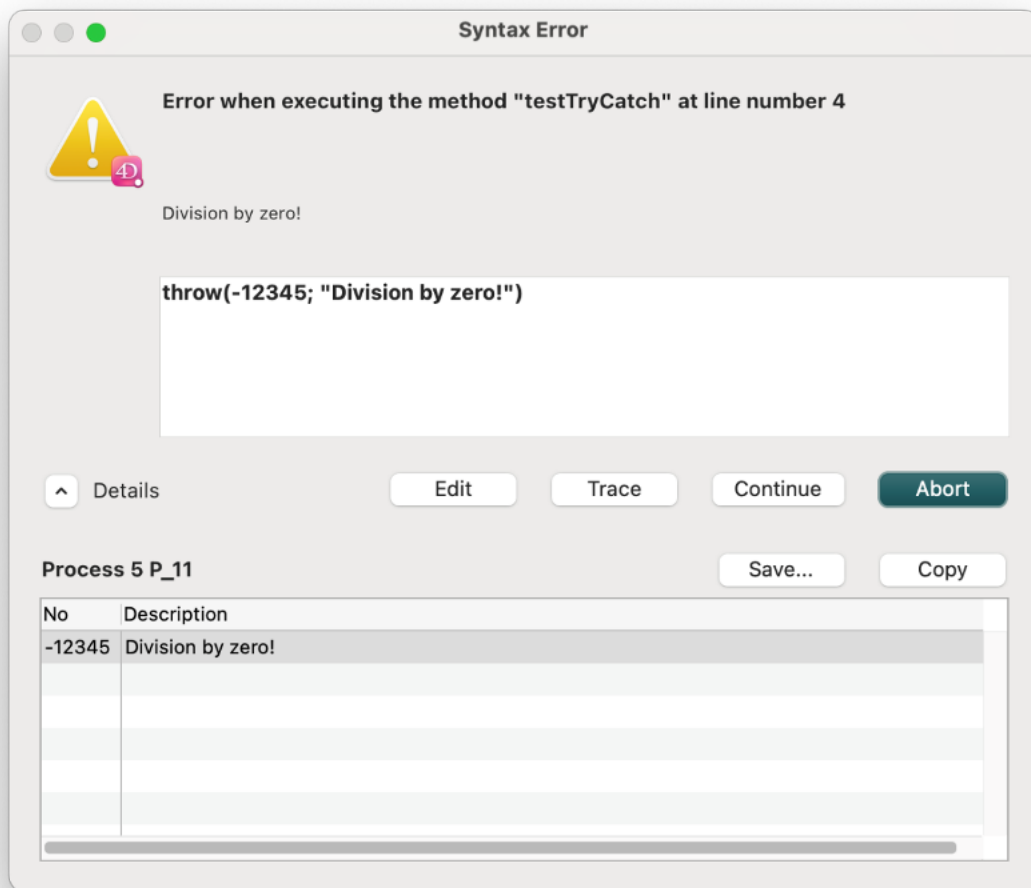 Syntax Error
Error when executing the method "testTryCatch" at line number 4
4D
Division by zero!
throw(-12345; "Division by zero!")
Details
Edit
Trace
Continue
Abort
Process 5 P_11
Save...
Copy
No Description
-12345 Division by zero!